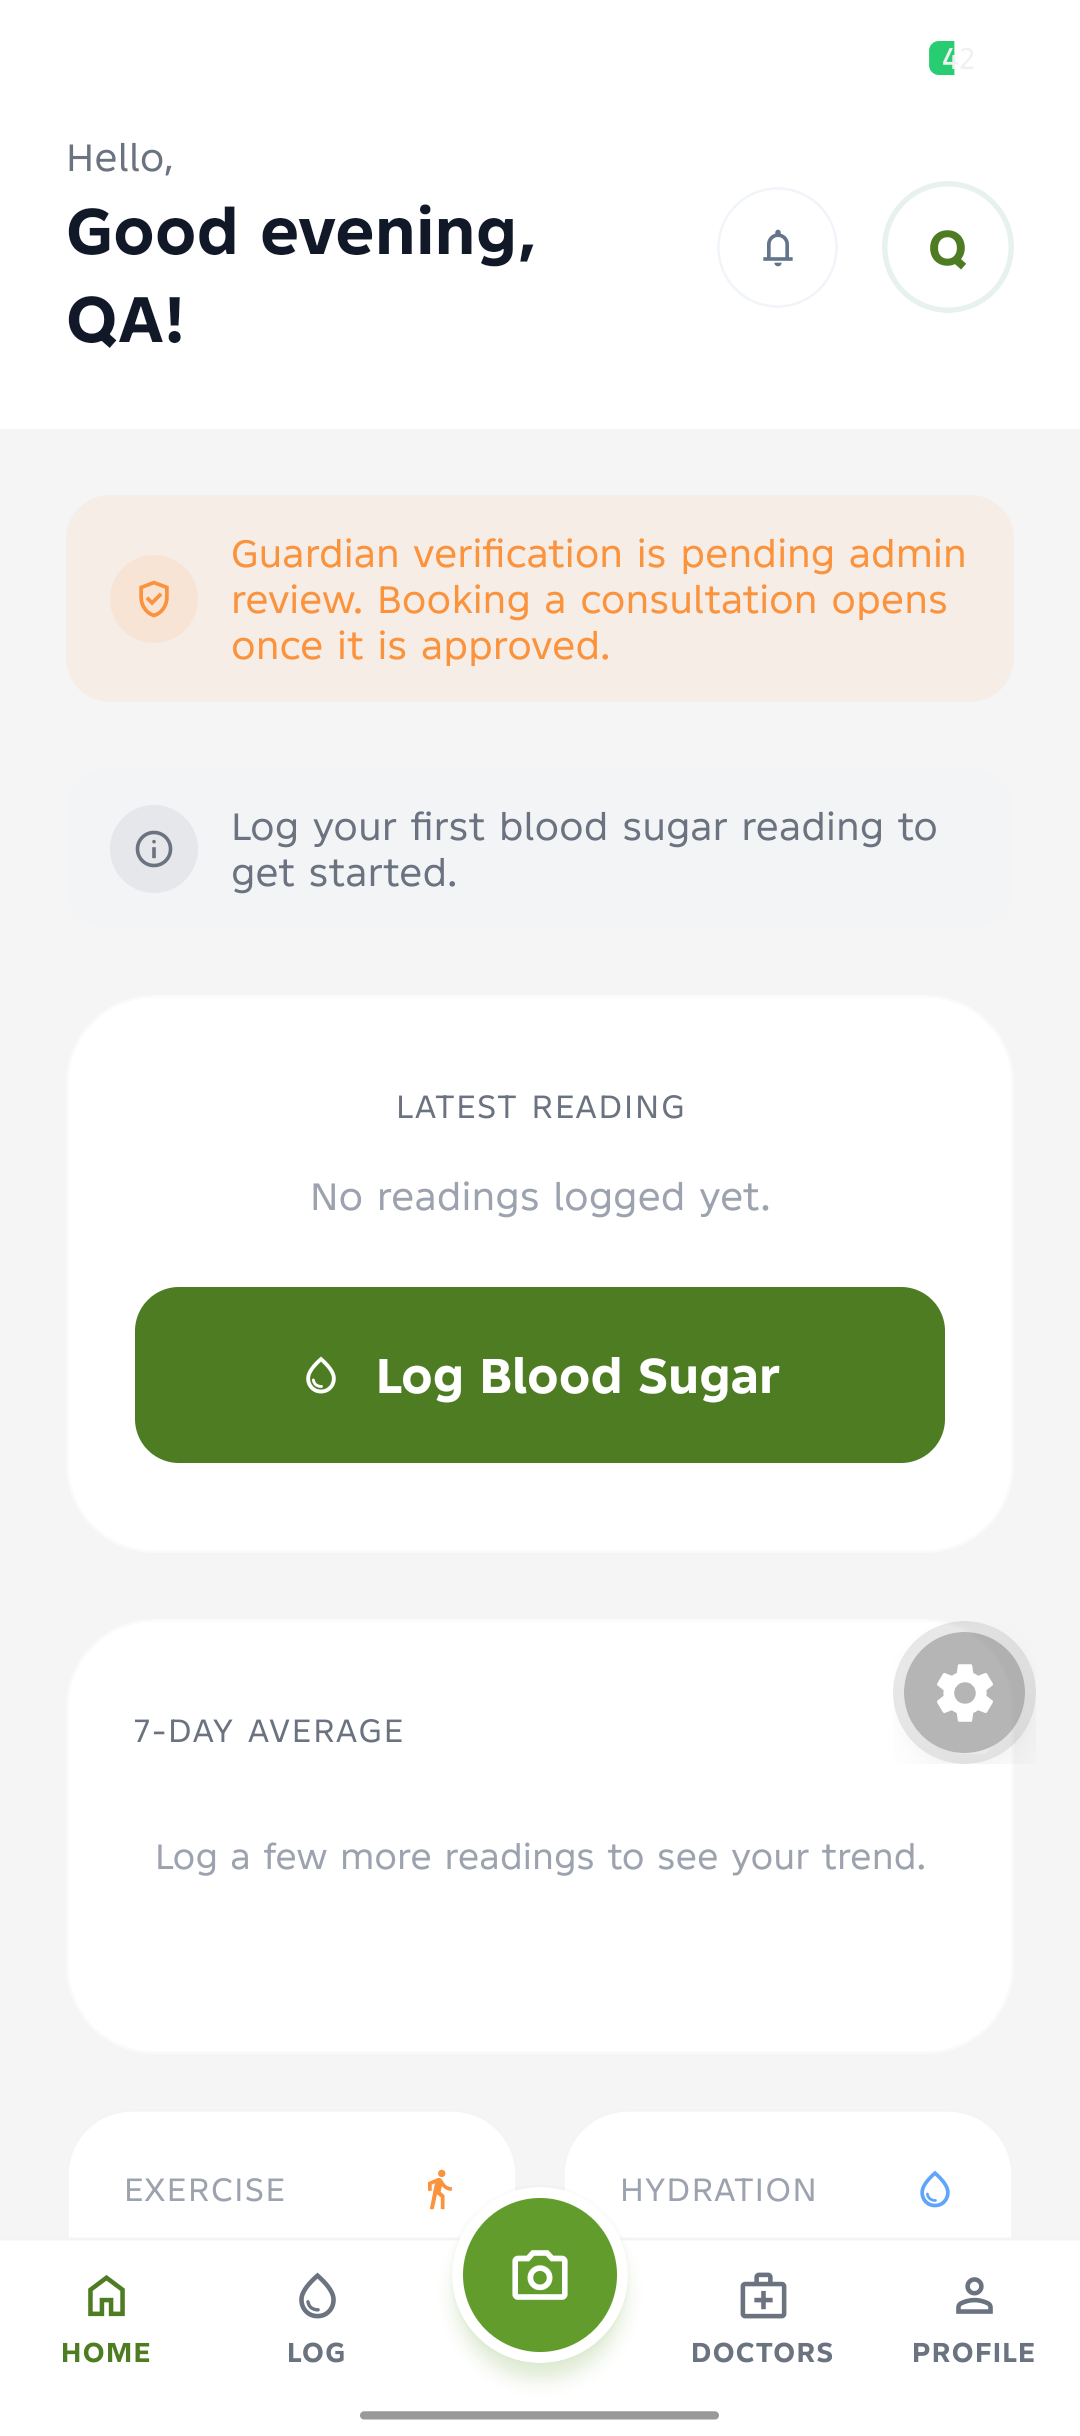 42
Hello,
Good evening,
QA!
Q
Guardian verification is pending admin
review. Booking a consultation opens
once it is approved.
Log your first blood sugar reading to
get started.
LATEST READING
No readings logged yet.
Log Blood Sugar
7-DAY AVERAGE
Log a few more readings to see your trend.
EXERCISE
HYDRATION
HOME
LOG
DOCTORS
PROFILE